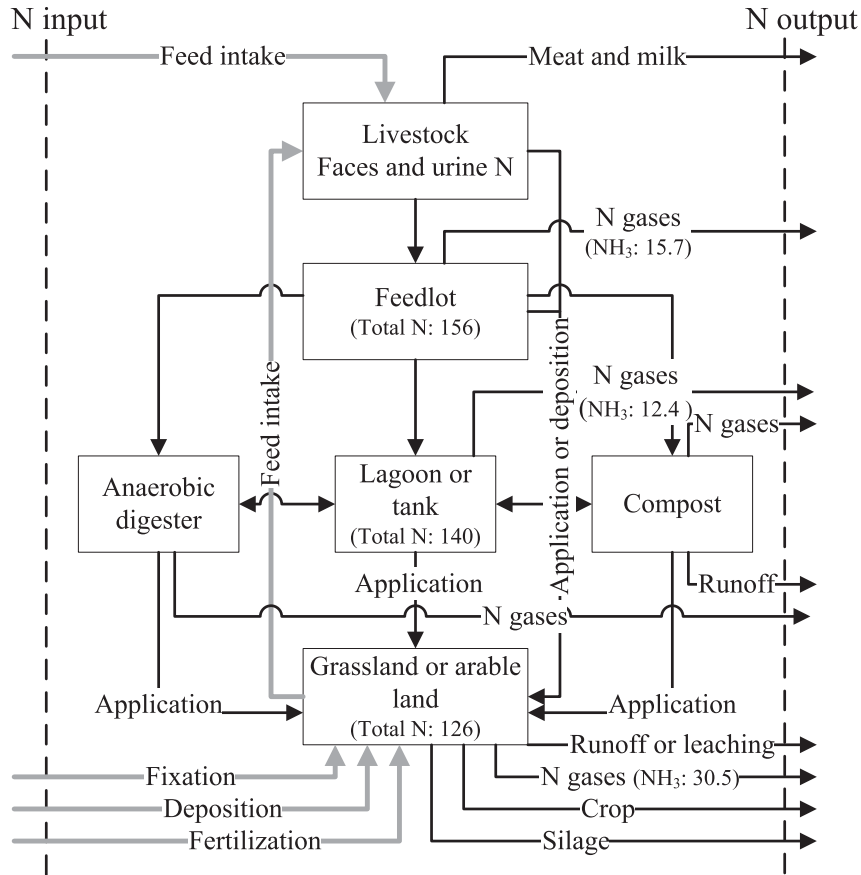 N input
N output
Feed intake
Meat and milk
Livestock
Faces and urine N
N gases
(NH₃: 15.7)
Feedlot
(Total N: 156)
Feed intake
Application or deposition
N gases
(NH₃: 12.4 )
N gases
Anaerobic
digester
Lagoon or
tank
(Total N: 140)
Compost
Application
Runoff
N gases
Grassland or arable
land
(Total N: 126)
Application
Application
Runoff or leaching
Fixation
N gases (NH₃: 30.5)
Deposition
Crop
Fertilization
Silage